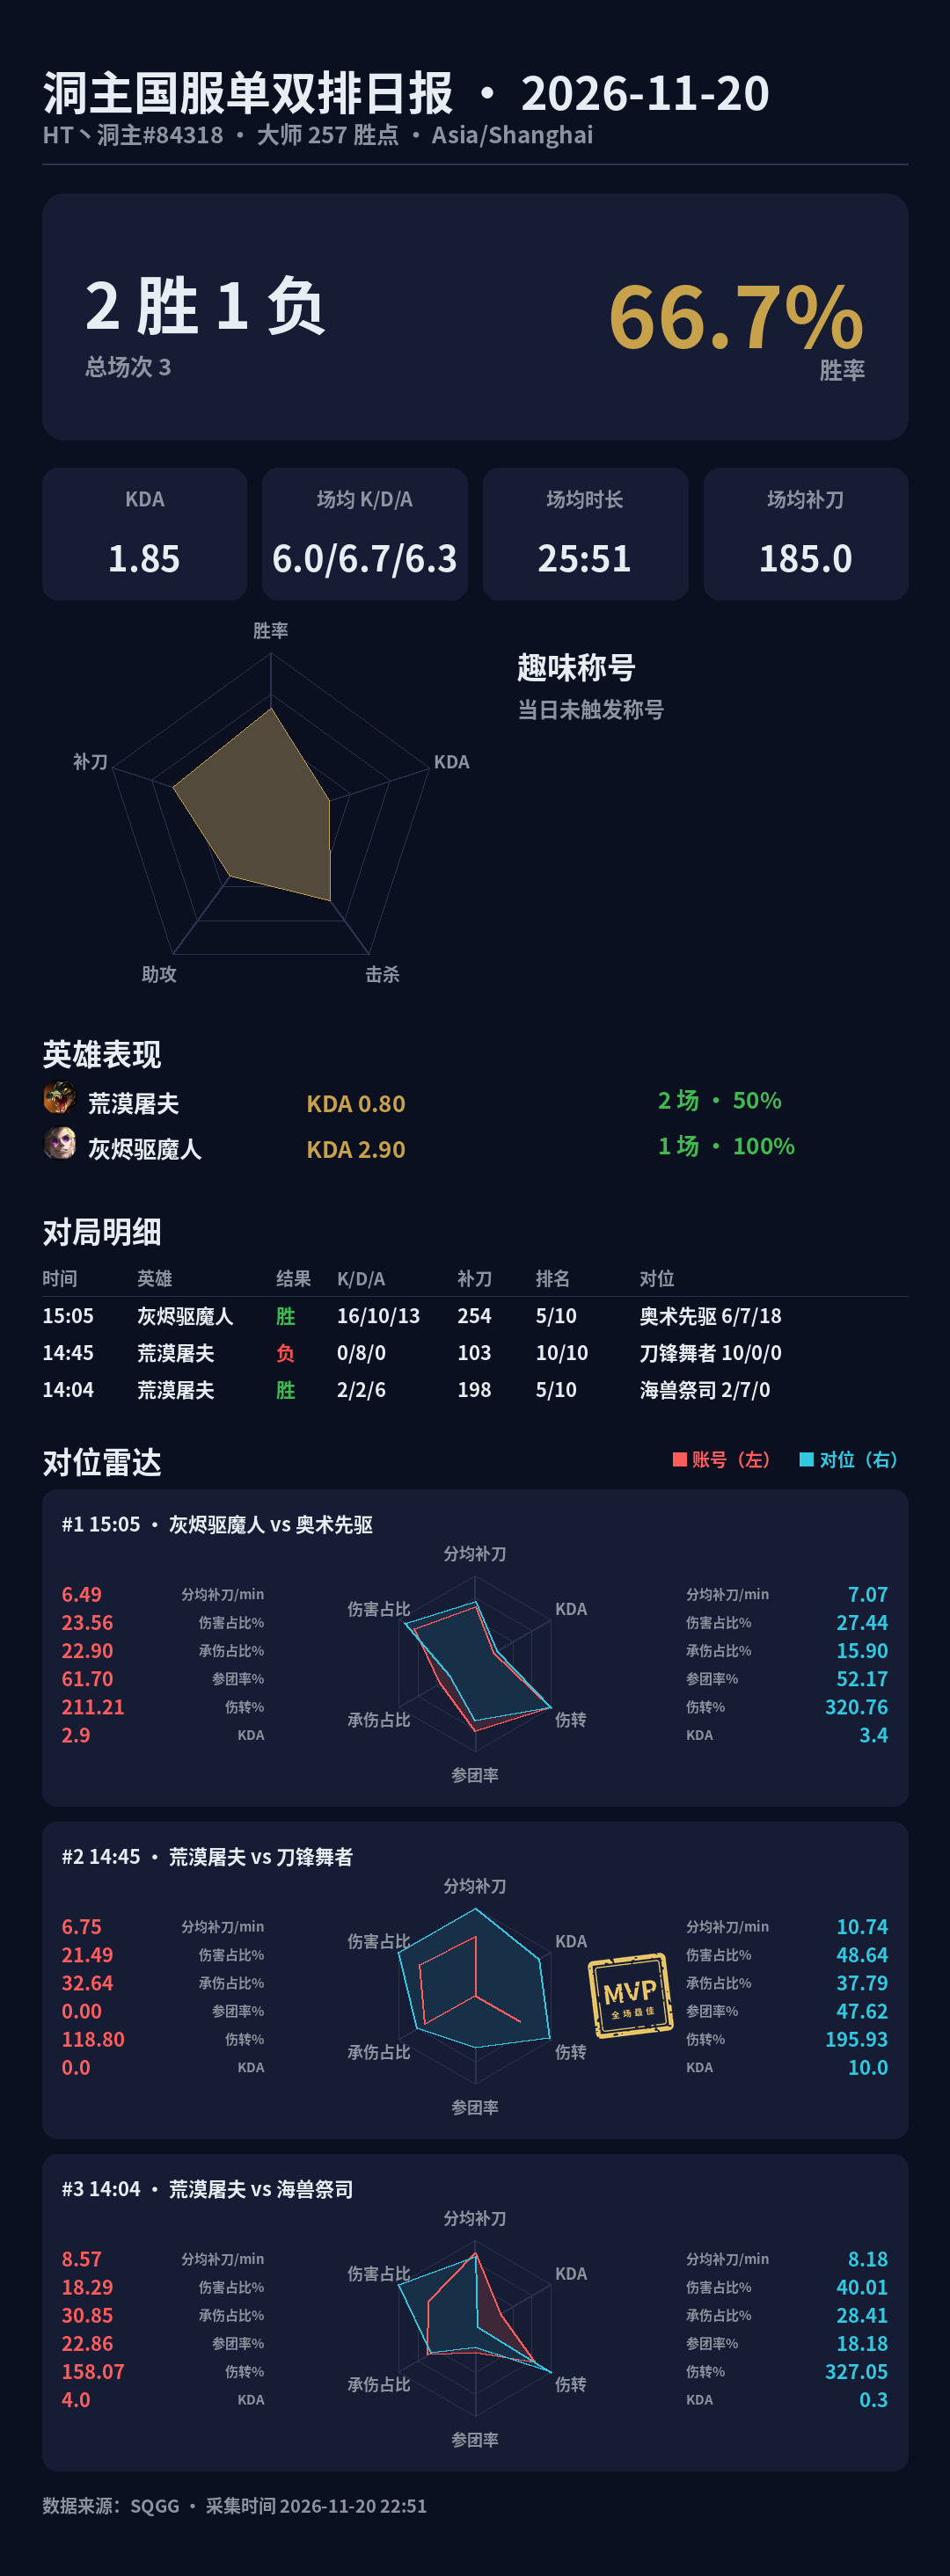 洞主国服单双排日报 · 2026-11-20
HT丶洞主#84318 · 大师 257 胜点 · Asia/Shanghai
2 胜 1 负
总场次 3
66.7%
胜率
KDA
1.85
场均 K/D/A
6.0/6.7/6.3
场均时长
25:51
场均补刀
185.0
胜率
补刀
KDA
助攻
击杀
趣味称号
当日未触发称号
英雄表现
荒漠屠夫 KDA 0.80 2 场 · 50%
灰烬驱魔人 KDA 2.90 1 场 · 100%
对局明细
时间 英雄 结果 K/D/A 补刀 排名 对位
15:05 灰烬驱魔人 胜 16/10/13 254 5/10 奥术先驱 6/7/18
14:45 荒漠屠夫 负 0/8/0 103 10/10 刀锋舞者 10/0/0
14:04 荒漠屠夫 胜 2/2/6 198 5/10 海兽祭司 2/7/0
对位雷达
账号（左） 对位（右）
#1 15:05 · 灰烬驱魔人 vs 奥术先驱
6.49 分均补刀/min
23.56 伤害占比%
22.90 承伤占比%
61.70 参团率%
211.21 伤转%
2.9 KDA
分均补刀
伤害占比
KDA
承伤占比
伤转
参团率
分均补刀/min 7.07
伤害占比% 27.44
承伤占比% 15.90
参团率% 52.17
伤转% 320.76
KDA 3.4
#2 14:45 · 荒漠屠夫 vs 刀锋舞者
6.75 分均补刀/min
21.49 伤害占比%
32.64 承伤占比%
0.00 参团率%
118.80 伤转%
0.0 KDA
分均补刀
伤害占比
KDA
承伤占比
伤转
参团率
MVP
全场最佳
分均补刀/min 10.74
伤害占比% 48.64
承伤占比% 37.79
参团率% 47.62
伤转% 195.93
KDA 10.0
#3 14:04 · 荒漠屠夫 vs 海兽祭司
8.57 分均补刀/min
18.29 伤害占比%
30.85 承伤占比%
22.86 参团率%
158.07 伤转%
4.0 KDA
分均补刀
伤害占比
KDA
承伤占比
伤转
参团率
分均补刀/min 8.18
伤害占比% 40.01
承伤占比% 28.41
参团率% 18.18
伤转% 327.05
KDA 0.3
数据来源：SQGG · 采集时间 2026-11-20 22:51